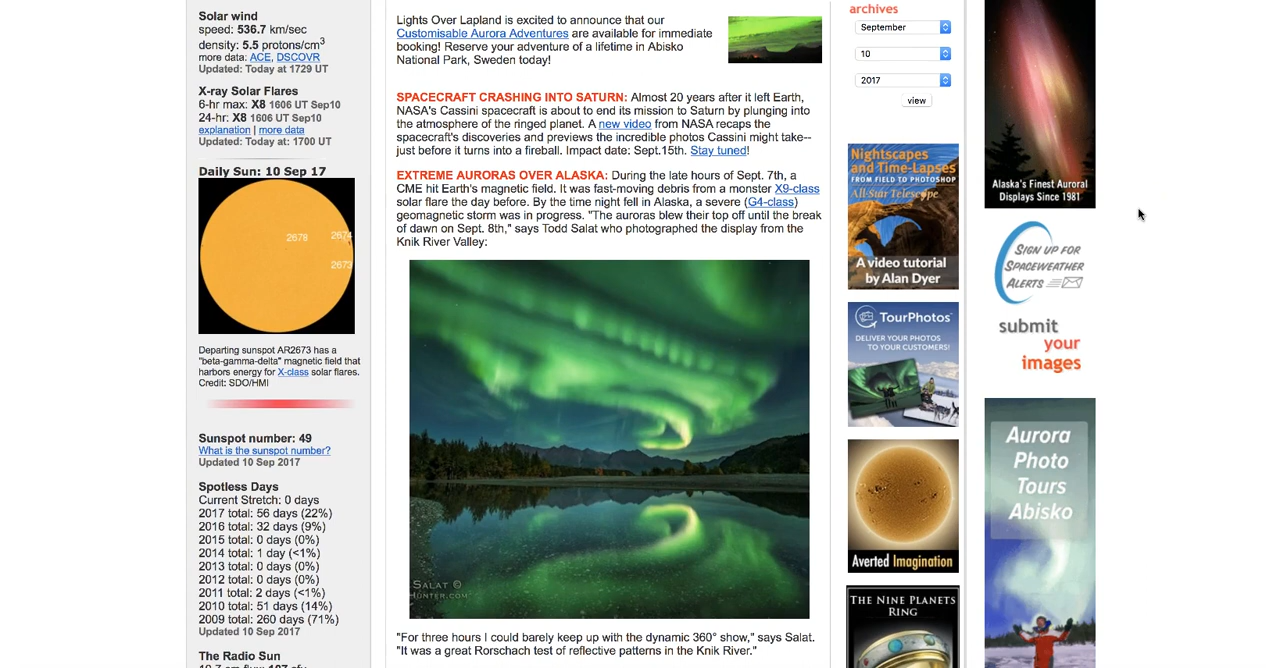 Solar wind
speed: 536.7 km/sec
density: 5.5 protons/cm3
more data: ACE, DSCOVR
Updated: Today at 1729 UT
X-ray Solar Flares
6-hr max: X8 1606 UT Sep10
24-hr: X8 1606 UT Sep10
explanation | more data
Updated: Today at: 1700 UT
Daily Sun: 10 Sep 17
2678
2674
2673
Departing sunspot AR2673 has a
"beta-gamma-delta" magnetic field that
harbors energy for X-class solar flares.
Credit: SDO/HMI
Sunspot number: 49
What is the sunspot number?
Updated 10 Sep 2017
Spotless Days
Current Stretch: 0 days
2017 total: 56 days (22%)
2016 total: 32 days (9%)
2015 total: 0 days (0%)
2014 total: 1 day (<1%)
2013 total: 0 days (0%)
2012 total: 0 days (0%)
2011 total: 2 days (<1%)
2010 total: 51 days (14%)
2009 total: 260 days (71%)
Updated 10 Sep 2017
The Radio Sun
Lights Over Lapland is excited to announce that our
Customisable Aurora Adventures are available for immediate
booking! Reserve your adventure of a lifetime in Abisko
National Park, Sweden today!
SPACECRAFT CRASHING INTO SATURN: Almost 20 years after it left Earth,
NASA's Cassini spacecraft is about to end its mission to Saturn by plunging into
the atmosphere of the ringed planet. A new video from NASA recaps the
spacecraft's discoveries and previews the incredible photos Cassini might take--
just before it turns into a fireball. Impact date: Sept.15th. Stay tuned!
EXTREME AURORAS OVER ALASKA: During the late hours of Sept. 7th, a
CME hit Earth's magnetic field. It was fast-moving debris from a monster X9-class
solar flare the day before. By the time night fell in Alaska, a severe (G4-class)
geomagnetic storm was in progress. "The auroras blew their top off until the break
of dawn on Sept. 8th," says Todd Salat who photographed the display from the
Knik River Valley:
SALAT ©
HUNTER.COM
"For three hours I could barely keep up with the dynamic 360° show," says Salat.
"It was a great Rorschach test of reflective patterns in the Knik River."
archives
September
10
2017
view
Nightscapes
and Time-Lapses
FROM FIELD TO PHOTOSHOP
All-Star Telescope
A video tutorial
by Alan Dyer
TourPhotos
DELIVER YOUR PHOTOS
TO YOUR CUSTOMERS!
Averted Imagination
THE NINE PLANETS
RING
Alaska's Finest Auroral
Displays Since 1981
SIGN UP FOR
SPACEWEATHER
ALERTS
submit
your
images
Aurora
Photo
Tours
Abisko